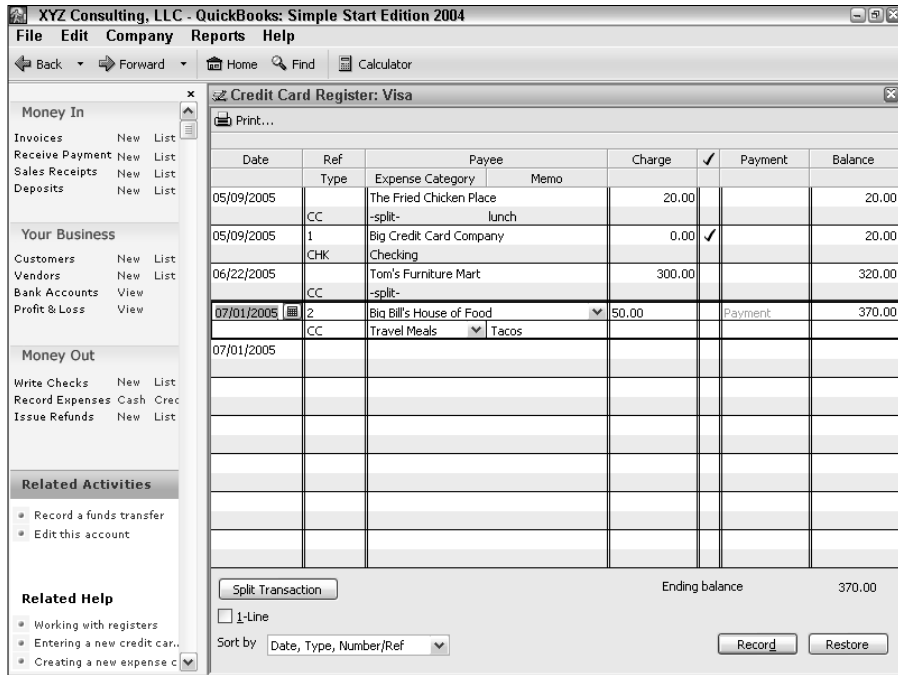 XYZ Consulting, LLC - QuickBooks: Simple Start Edition 2004
File Edit Company Reports Help
Back Forward Home Find Calculator
Money In
Invoices New List
Receive Payment New List
Sales Receipts New List
Deposits New List
Your Business
Customers New List
Vendors New List
Bank Accounts View
Profit & Loss View
Money Out
Write Checks New List
Record Expenses Cash Crec
Issue Refunds New List
Related Activities
Record a funds transfer
Edit this account
Related Help
Working with registers
Entering a new credit car..
Creating a new expense c
Credit Card Register: Visa
Print...
Date Ref Payee Charge ✓ Payment Balance
Type Expense Category Memo
05/09/2005 The Fried Chicken Place 20.00 20.00
CC -split- lunch
05/09/2005 1 Big Credit Card Company 0.00 ✓ 20.00
CHK Checking
06/22/2005 Tom's Furniture Mart 300.00 320.00
CC -split-
07/01/2005 2 Big Bill's House of Food 50.00 Payment 370.00
CC Travel Meals Tacos
07/01/2005
Split Transaction Ending balance 370.00
1-Line
Sort by Date, Type, Number/Ref Record Restore